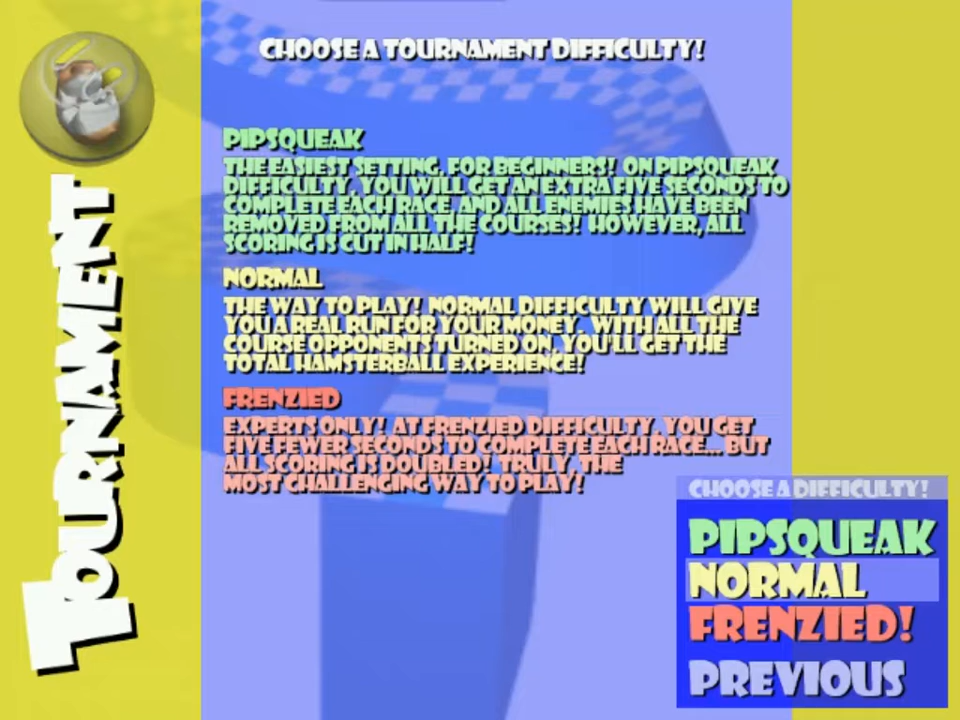 CHOOSE A TOURNAMENT DIFFICULTY!
TOURNAMENT
PIPSQUEAK
THE EASIEST SETTING, FOR BEGINNERS! ON PIPSQUEAK
DIFFICULTY, YOU WILL GET AN EXTRA FIVE SECONDS TO
COMPLETE EACH RACE, AND ALL ENEMIES HAVE BEEN
REMOVED FROM ALL THE COURSES! HOWEVER, ALL
SCORING IS CUT IN HALF!
NORMAL
THE WAY TO PLAY! NORMAL DIFFICULTY WILL GIVE
YOU A REAL RUN FOR YOUR MONEY. WITH ALL THE
COURSE OPPONENTS TURNED ON, YOU'LL GET THE
TOTAL HAMSTERBALL EXPERIENCE!
FRENZIED
EXPERTS ONLY! AT FRENZIED DIFFICULTY, YOU GET
FIVE FEWER SECONDS TO COMPLETE EACH RACE... BUT
ALL SCORING IS DOUBLED! TRULY, THE
MOST CHALLENGING WAY TO PLAY!
CHOOSE A DIFFICULTY!
PIPSQUEAK
NORMAL
FRENZIED!
PREVIOUS